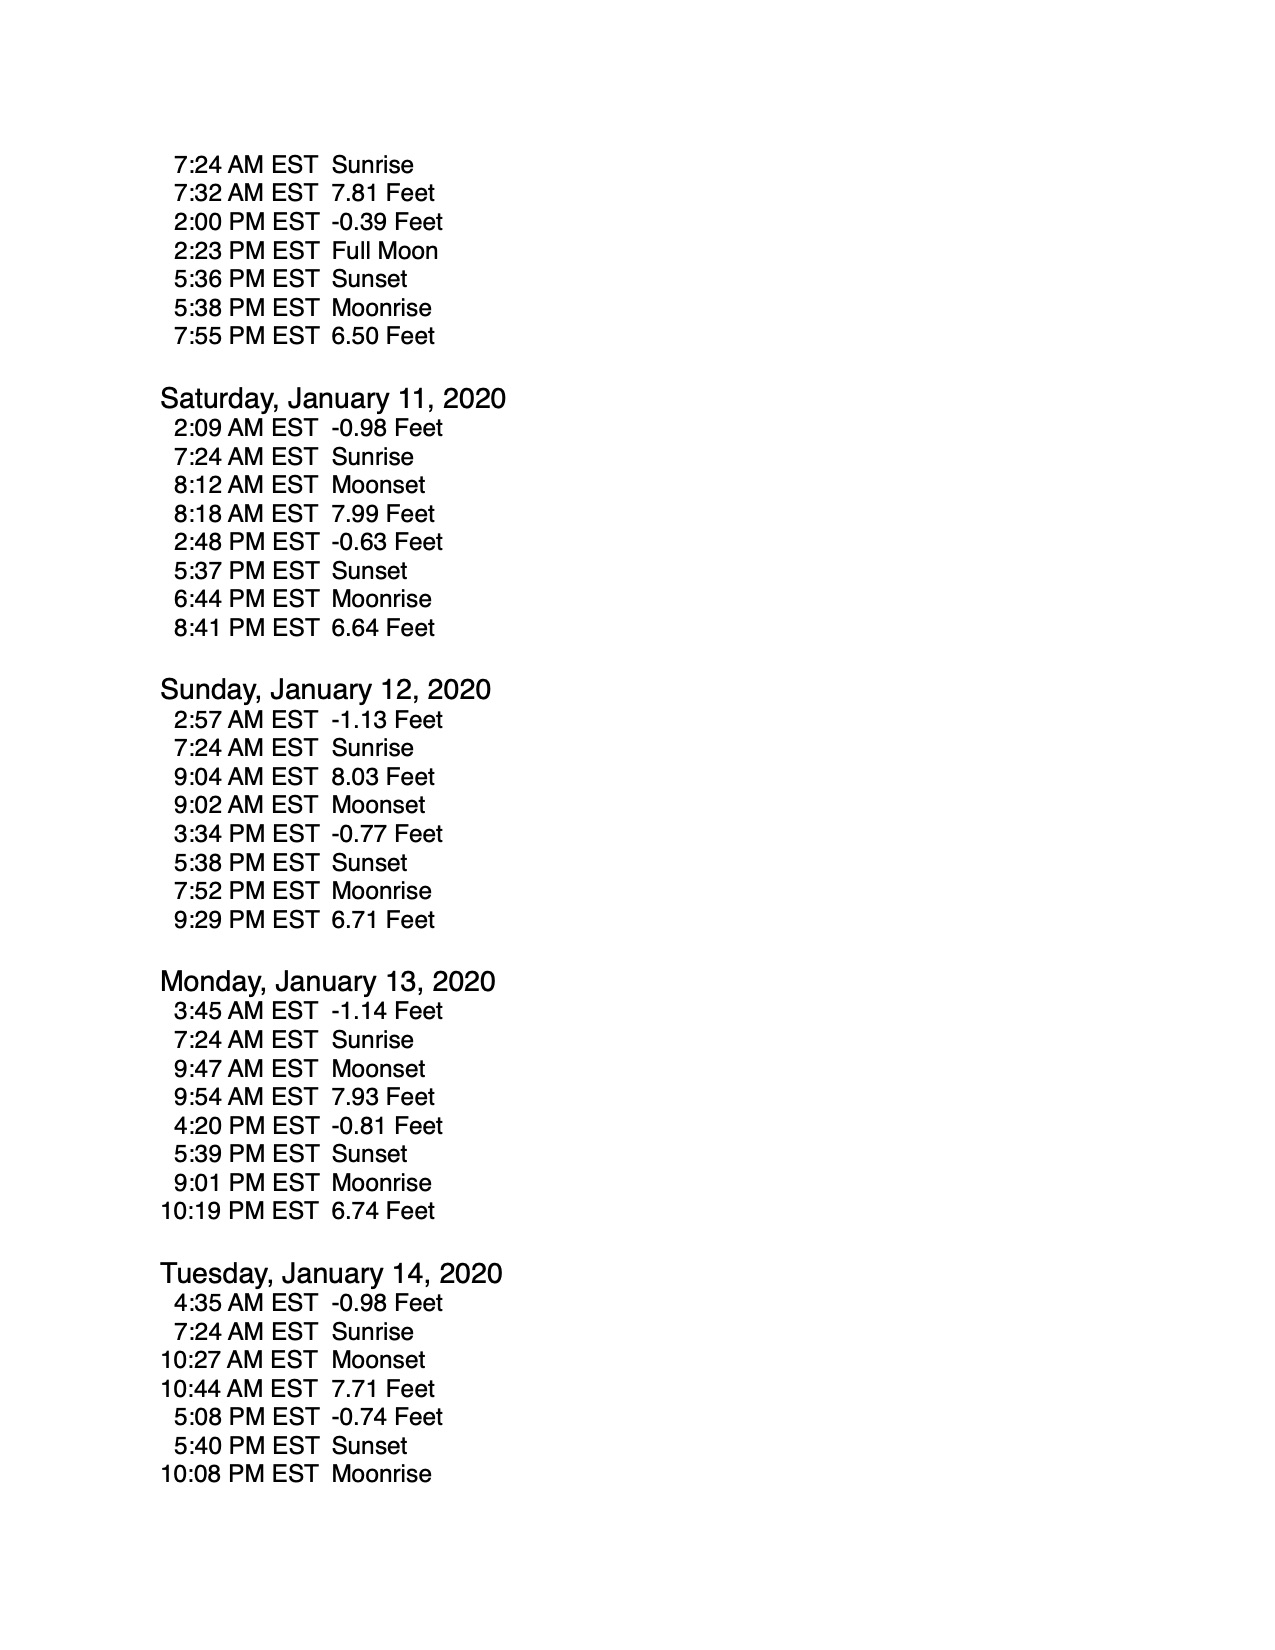 7:24 AM EST Sunrise
7:32 AM EST 7.81 Feet
2:00 PM EST -0.39 Feet
2:23 PM EST Full Moon
5:36 PM EST Sunset
5:38 PM EST Moonrise
7:55 PM EST 6.50 Feet
Saturday, January 11, 2020
2:09 AM EST -0.98 Feet
7:24 AM EST Sunrise
8:12 AM EST Moonset
8:18 AM EST 7.99 Feet
2:48 PM EST -0.63 Feet
5:37 PM EST Sunset
6:44 PM EST Moonrise
8:41 PM EST 6.64 Feet
Sunday, January 12, 2020
2:57 AM EST -1.13 Feet
7:24 AM EST Sunrise
9:04 AM EST 8.03 Feet
9:02 AM EST Moonset
3:34 PM EST -0.77 Feet
5:38 PM EST Sunset
7:52 PM EST Moonrise
9:29 PM EST 6.71 Feet
Monday, January 13, 2020
3:45 AM EST -1.14 Feet
7:24 AM EST Sunrise
9:47 AM EST Moonset
9:54 AM EST 7.93 Feet
4:20 PM EST -0.81 Feet
5:39 PM EST Sunset
9:01 PM EST Moonrise
10:19 PM EST 6.74 Feet
Tuesday, January 14, 2020
4:35 AM EST -0.98 Feet
7:24 AM EST Sunrise
10:27 AM EST Moonset
10:44 AM EST 7.71 Feet
5:08 PM EST -0.74 Feet
5:40 PM EST Sunset
10:08 PM EST Moonrise